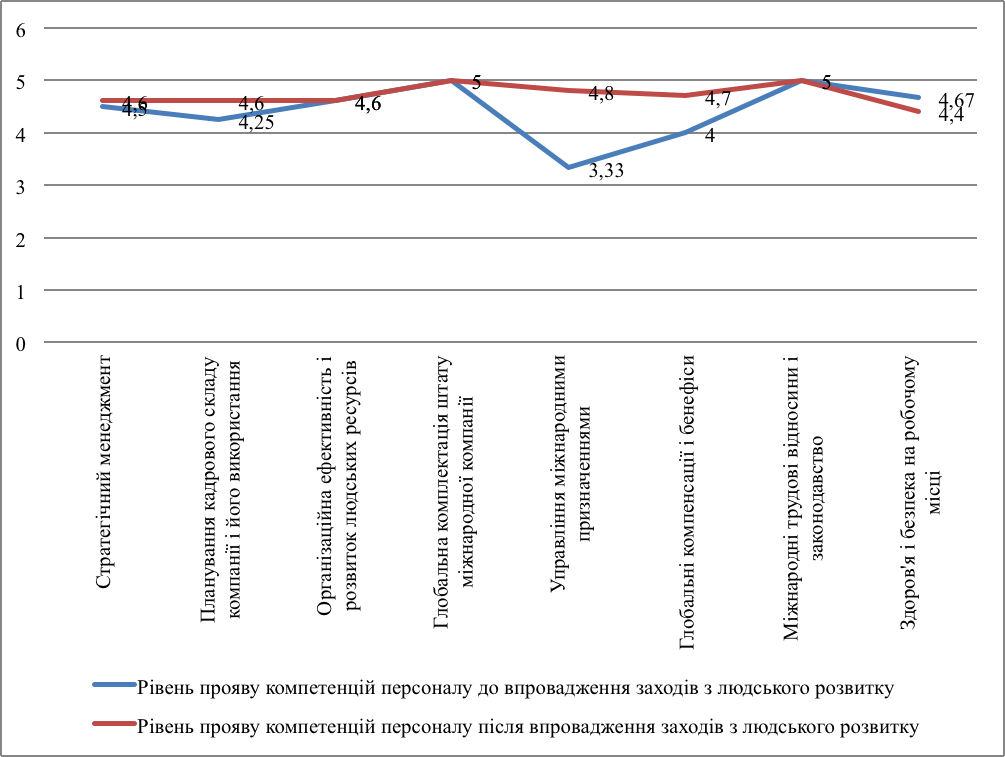 6
5
4
3
2
1
0
4,6
4,5
4,6
4,25
4,6
4,6
5
4,8
3,33
4,7
4
5
4,67
4,4
Стратегічний менеджмент
Планування кадрового складу
компанії і його використання
Організаційна ефективність і
розвиток людських ресурсів
Глобальна комплектація штату
міжнародної компанії
Управління міжнародними
призначеннями
Глобальні компенсації і бенефіси
Міжнародні трудові відносини і
законодавство
Здоров'я і безпека на робочому
місці
Рівень прояву компетенцій персоналу до впровадження заходів з людського розвитку
Рівень прояву компетенцій персоналу після впровадження заходів з людського розвитку